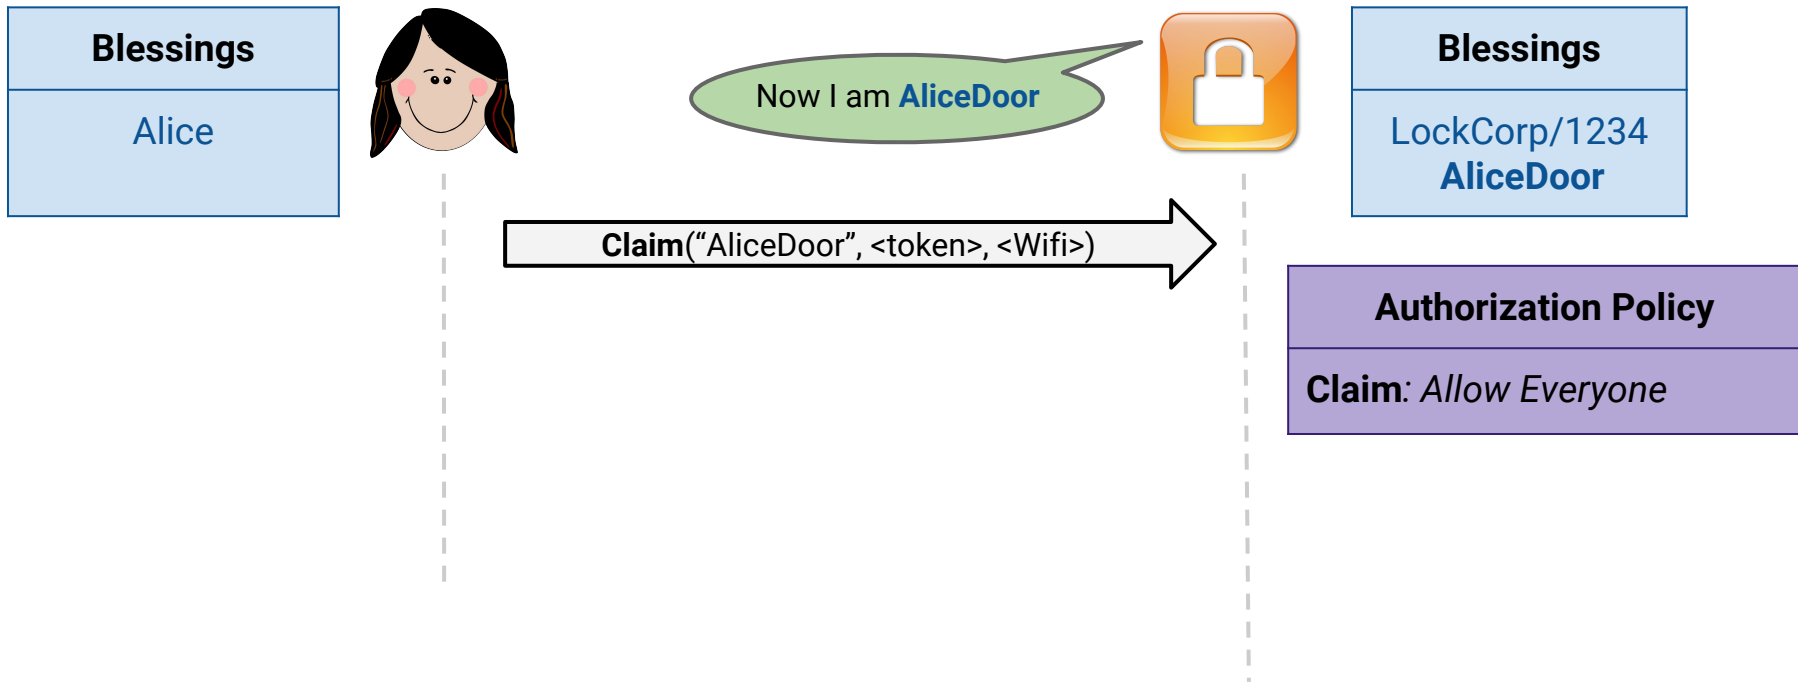 Blessings
Alice
Now I am AliceDoor
Blessings
LockCorp/1234
AliceDoor
Claim(“AliceDoor”, <token>, <Wifi>)
Authorization Policy
Claim: Allow Everyone